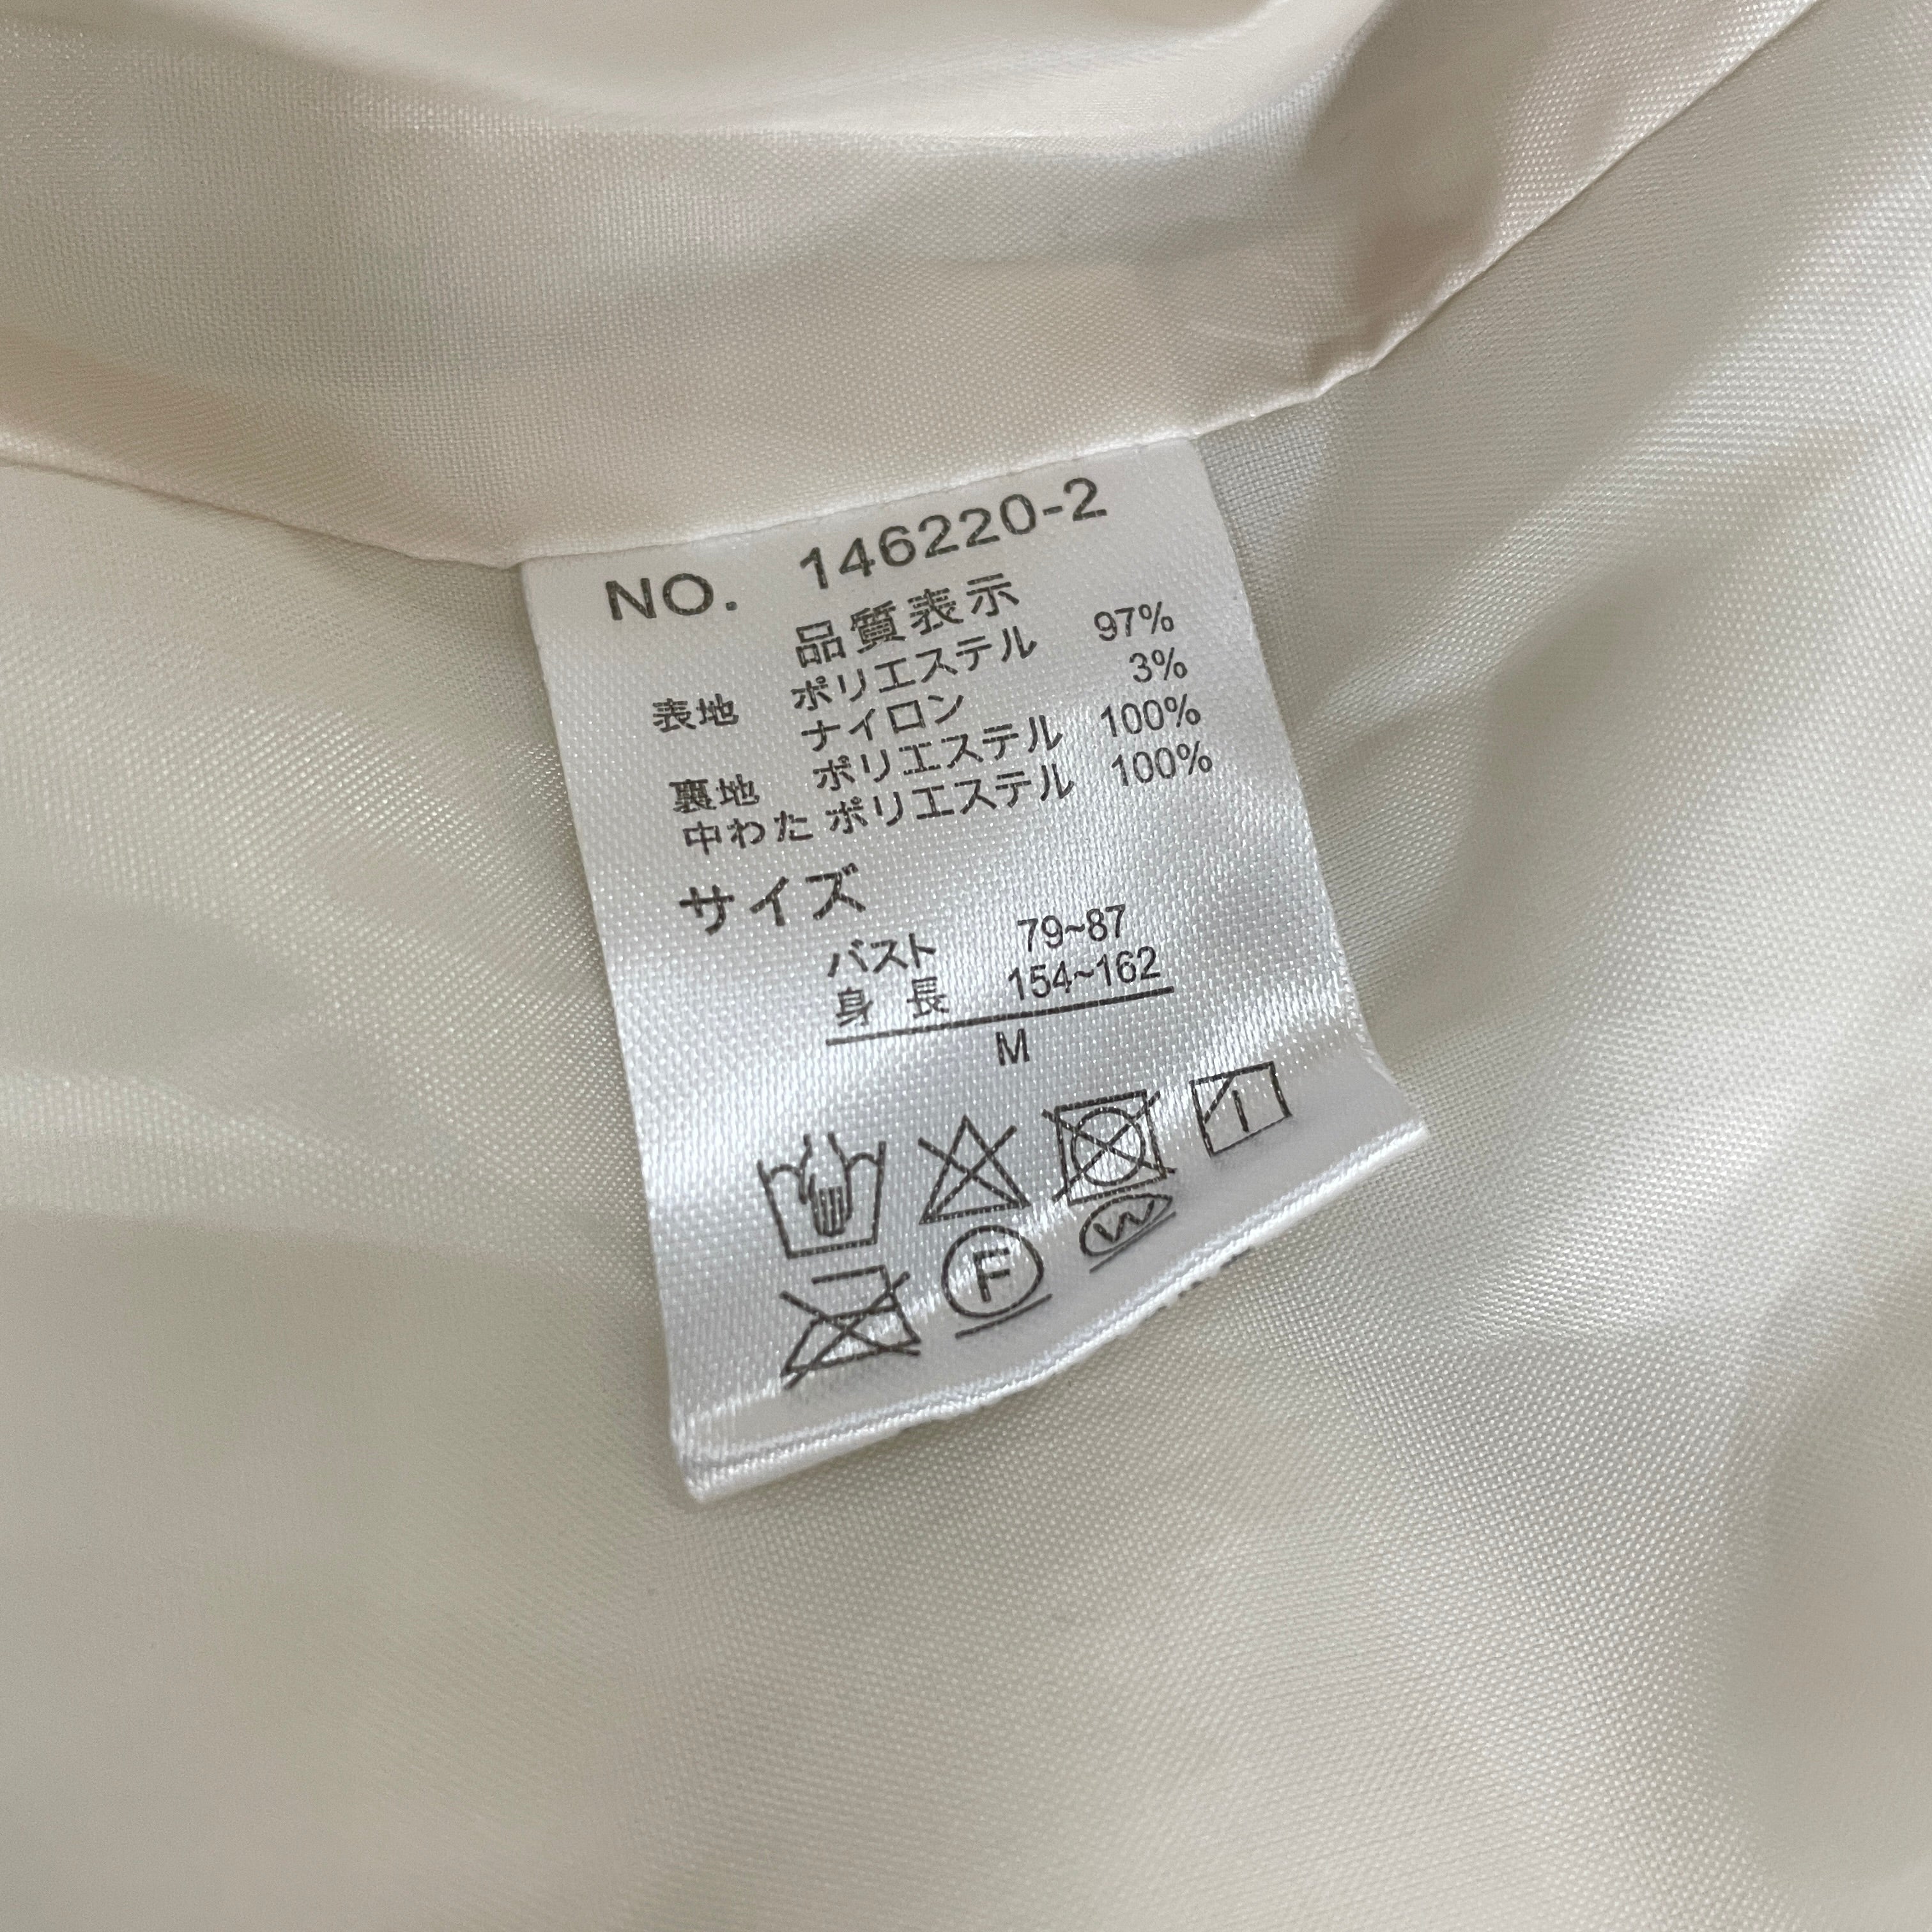 NO. 146220-2
品質表示
表地 ポリエステル 97%
ナイロン 3%
裏地 ポリエステル 100%
中わた ポリエステル 100%
サイズ
バスト 79~87
身 長 154~162
M
F W